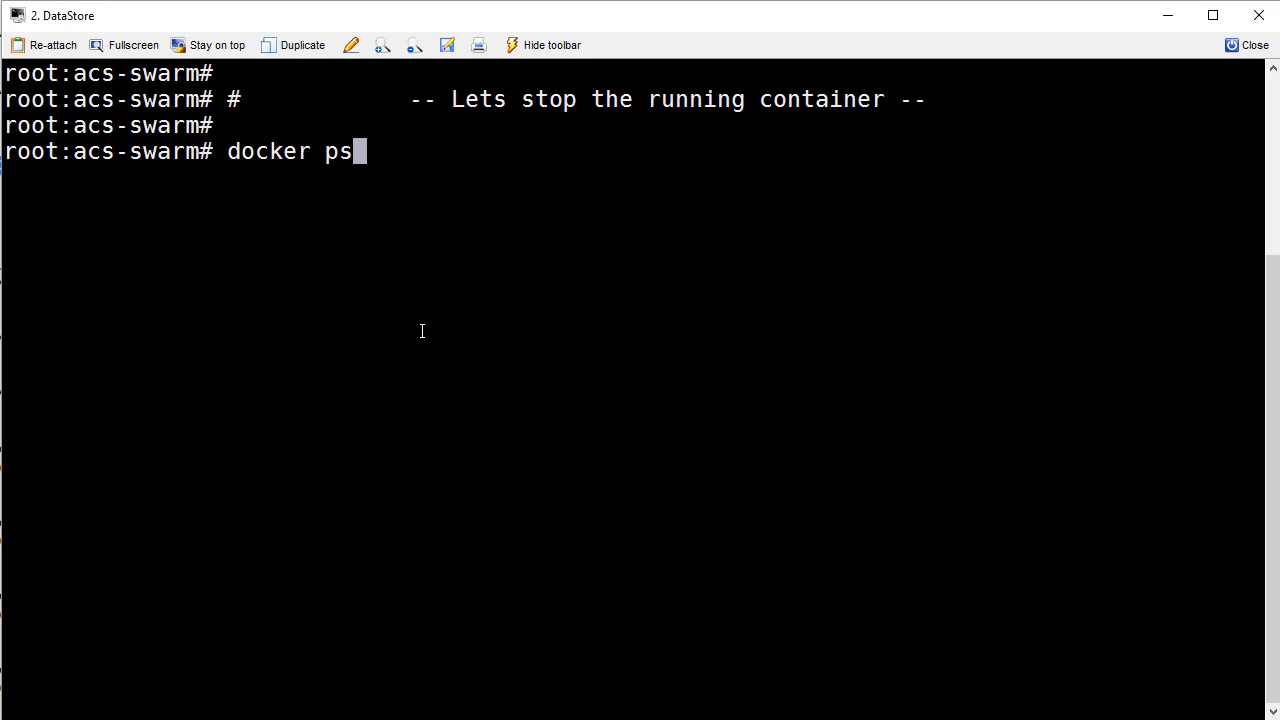 2. DataStore
Re-attach Fullscreen Stay on top Duplicate Hide toolbar Close
root:acs-swarm#
root:acs-swarm# # -- Lets stop the running container --
root:acs-swarm#
root:acs-swarm# docker ps